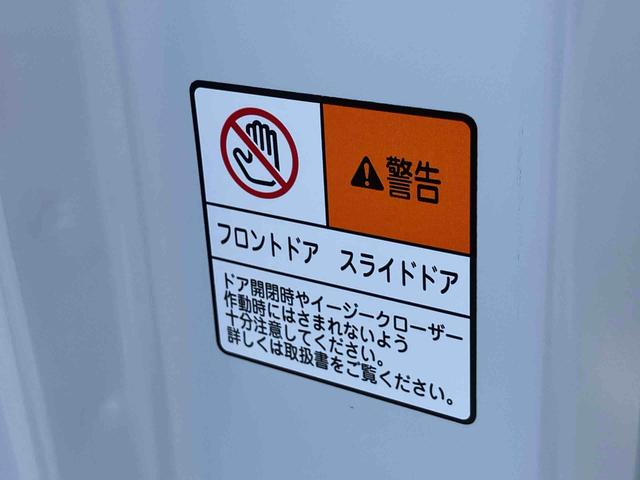 警告
フロントドア スライドドア
ドア開閉時やイージークローザー
作動時にはさまれないよう
十分注意してください。
詳しくは取扱書をご覧ください。